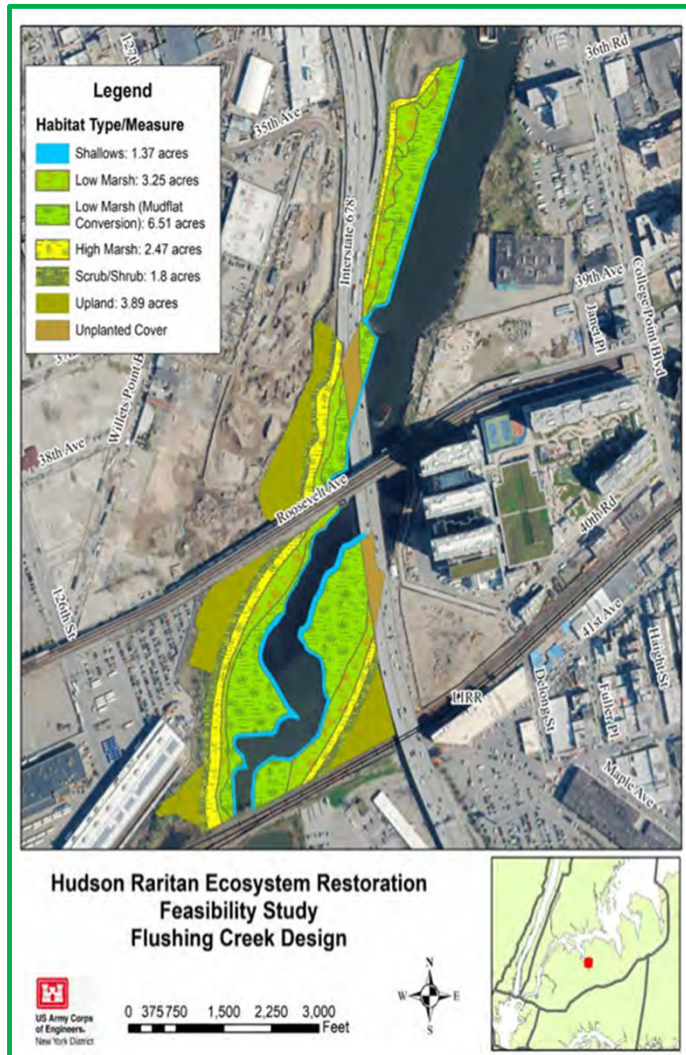 127th
36th Rd
Legend
Habitat Type/Measure
Shallows: 1.37 acres
Low Marsh: 3.25 acres
Low Marsh (Mudflat
Conversion): 6.51 acres
High Marsh: 2.47 acres
Scrub/Shrub: 1.8 acres
Upland: 3.89 acres
Unplanted Cover
35th Ave
Interstate 678
39th Ave
Janet Pl
College Point Blvd
Willets Point B
38th Ave
Roosevelt Ave
40th Rd
126th St
41st Ave
LIRR
Delong St
Fuller Pl
Haight St
Maple Ave
Hudson Raritan Ecosystem Restoration
Feasibility Study
Flushing Creek Design
US Army Corps
of Engineers.
New York District
N
W E
S
0 375750 1,500 2,250 3,000
Feet